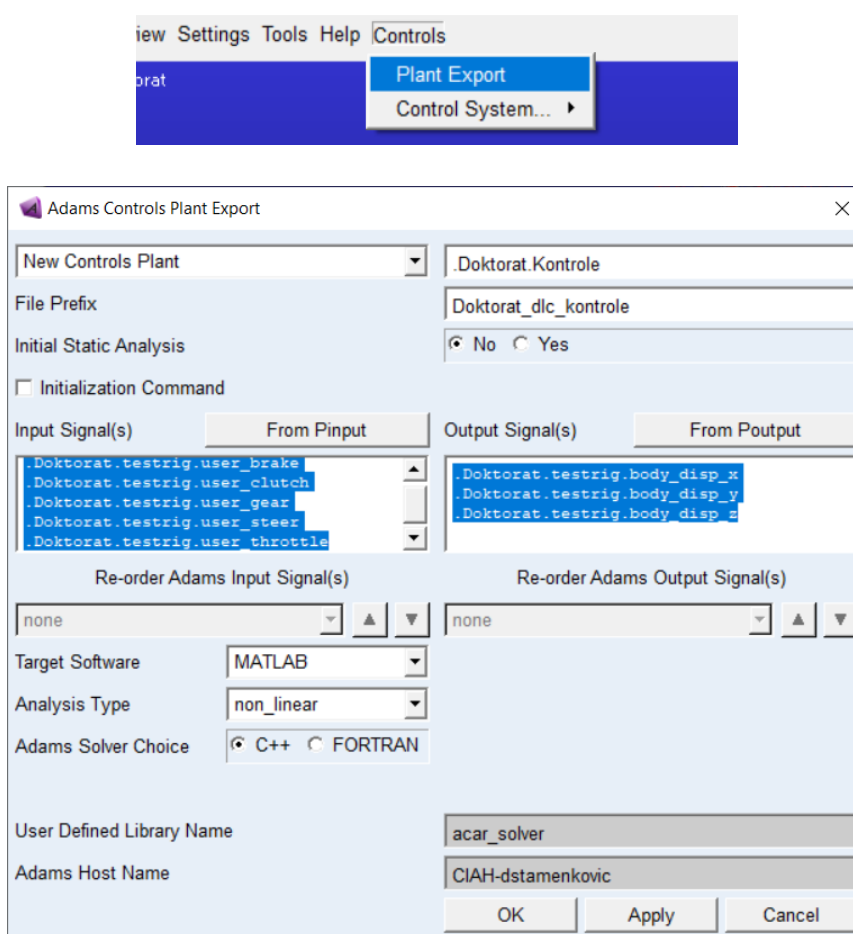 iew Settings Tools Help Controls
orat
Plant Export
Control System...
Adams Controls Plant Export
New Controls Plant
.Doktorat.Kontrole
File Prefix
Doktorat_dlc_kontrole
Initial Static Analysis
No Yes
Initialization Command
Input Signal(s) From Pinput Output Signal(s) From Poutput
.Doktorat.testrig.user_brake
.Doktorat.testrig.user_clutch
.Doktorat.testrig.user_gear
.Doktorat.testrig.user_steer
.Doktorat.testrig.user_throttle
.Doktorat.testrig.body_disp_x
.Doktorat.testrig.body_disp_y
.Doktorat.testrig.body_disp_z
Re-order Adams Input Signal(s) Re-order Adams Output Signal(s)
none none
Target Software MATLAB
Analysis Type non_linear
Adams Solver Choice C++ FORTRAN
User Defined Library Name acar_solver
Adams Host Name CIAH-dstamenkovic
OK Apply Cancel